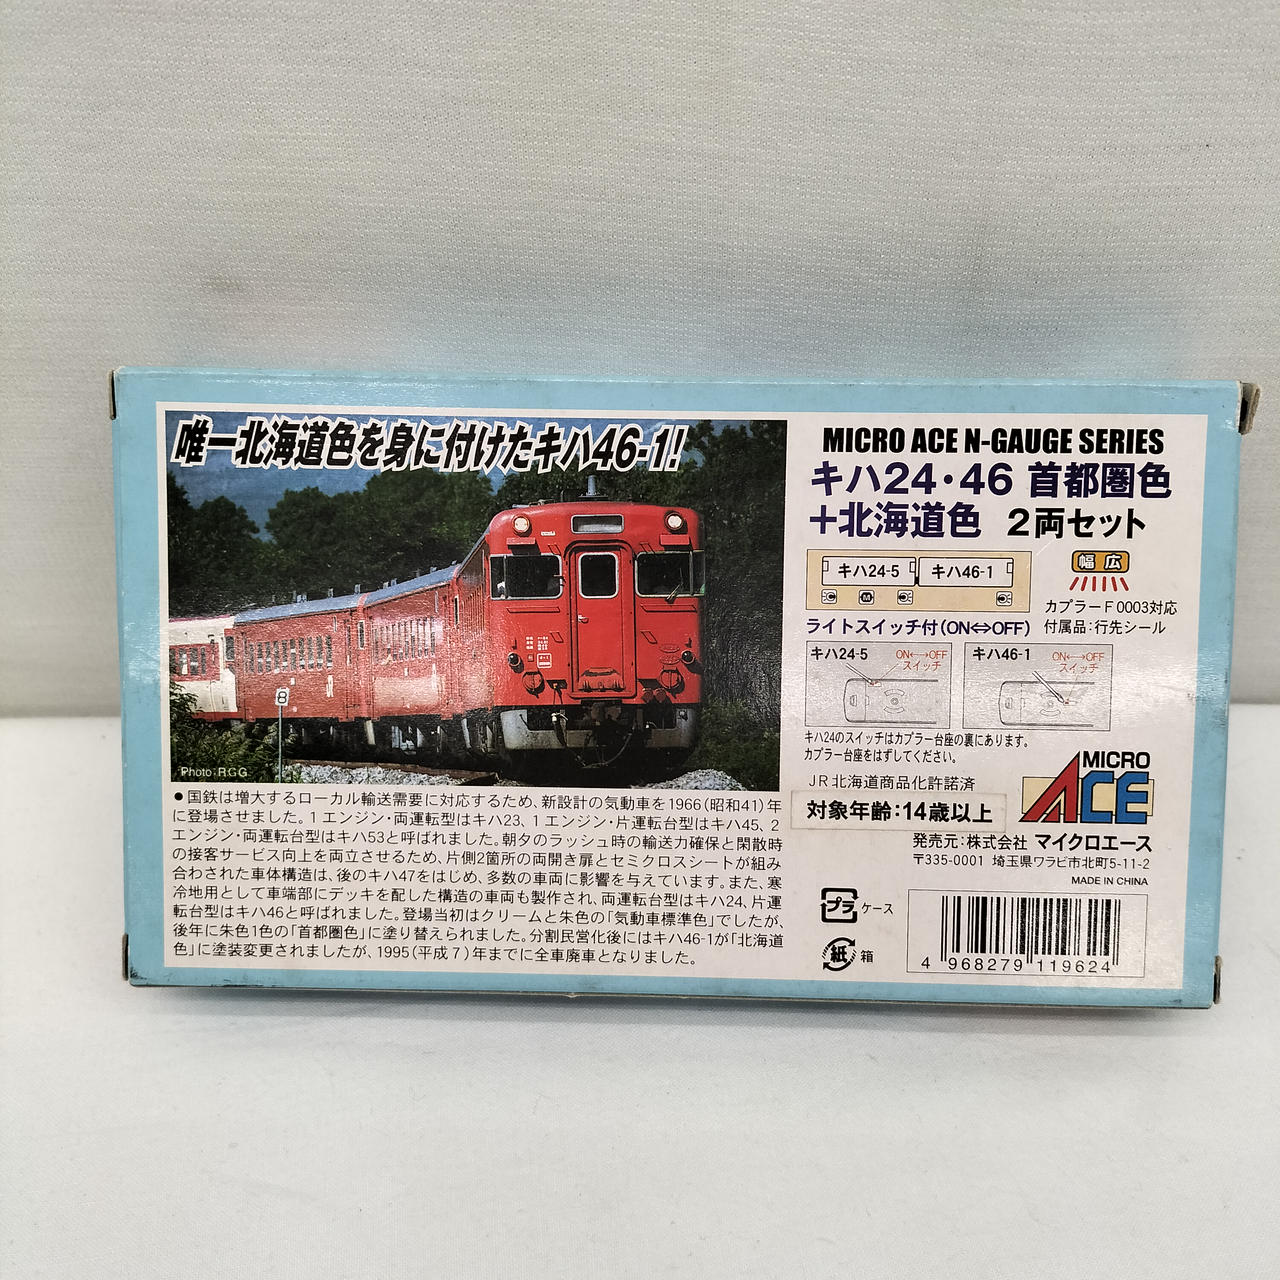 唯一北海道色を身に付けたキハ46-1!
8
Photo:R.G.G.
●国鉄は増大するローカル輸送需要に対応するため、新設計の気動車を1966(昭和41)年
に登場させました。1エンジン・両運転型はキハ23、1エンジン・片運転台型はキハ45、2
エンジン・両運転台型はキハ53と呼ばれました。朝夕のラッシュ時の輸送力確保と閑散時
の接客サービス向上を両立させるため、片側2箇所の両開き扉とセミクロスシートが組み
合わされた車体構造は、後のキハ47をはじめ、多数の車両に影響を与えています。また、寒
冷地用として車端部にデッキを配した構造の車両も製作され、両運転台型はキハ24、片運
転台型はキハ46と呼ばれました。登場当初はクリームと朱色の「気動車標準色」でしたが、
後年に朱色1色の「首都圏色」に塗り替えられました。分割民営化後にはキハ46-1が「北海道
色」に塗装変更されましたが、1995(平成7)年までに全車廃車となりました。
MICRO ACE N-GAUGE SERIES
キハ24・46 首都圏色
+北海道色 2両セット
キハ24-5 キハ46-1
M
幅広
カプラーF0003対応
付属品:行先シール
ライトスイッチ付(ON⇔OFF)
キハ24-5 ON←→OFF
スイッチ
キハ46-1 ON←→OFF
スイッチ
キハ24のスイッチはカプラー台座の裏にあります。
カプラー台座をはずしてください。
JR北海道商品化許諾済
対象年齢:14歳以上
MICRO
ACE
発売元:株式会社 マイクロエース
〒335-0001 埼玉県ワラビ市北町5-11-2
MADE IN CHINA
プラ ケース
紙 箱
4 968279 119624